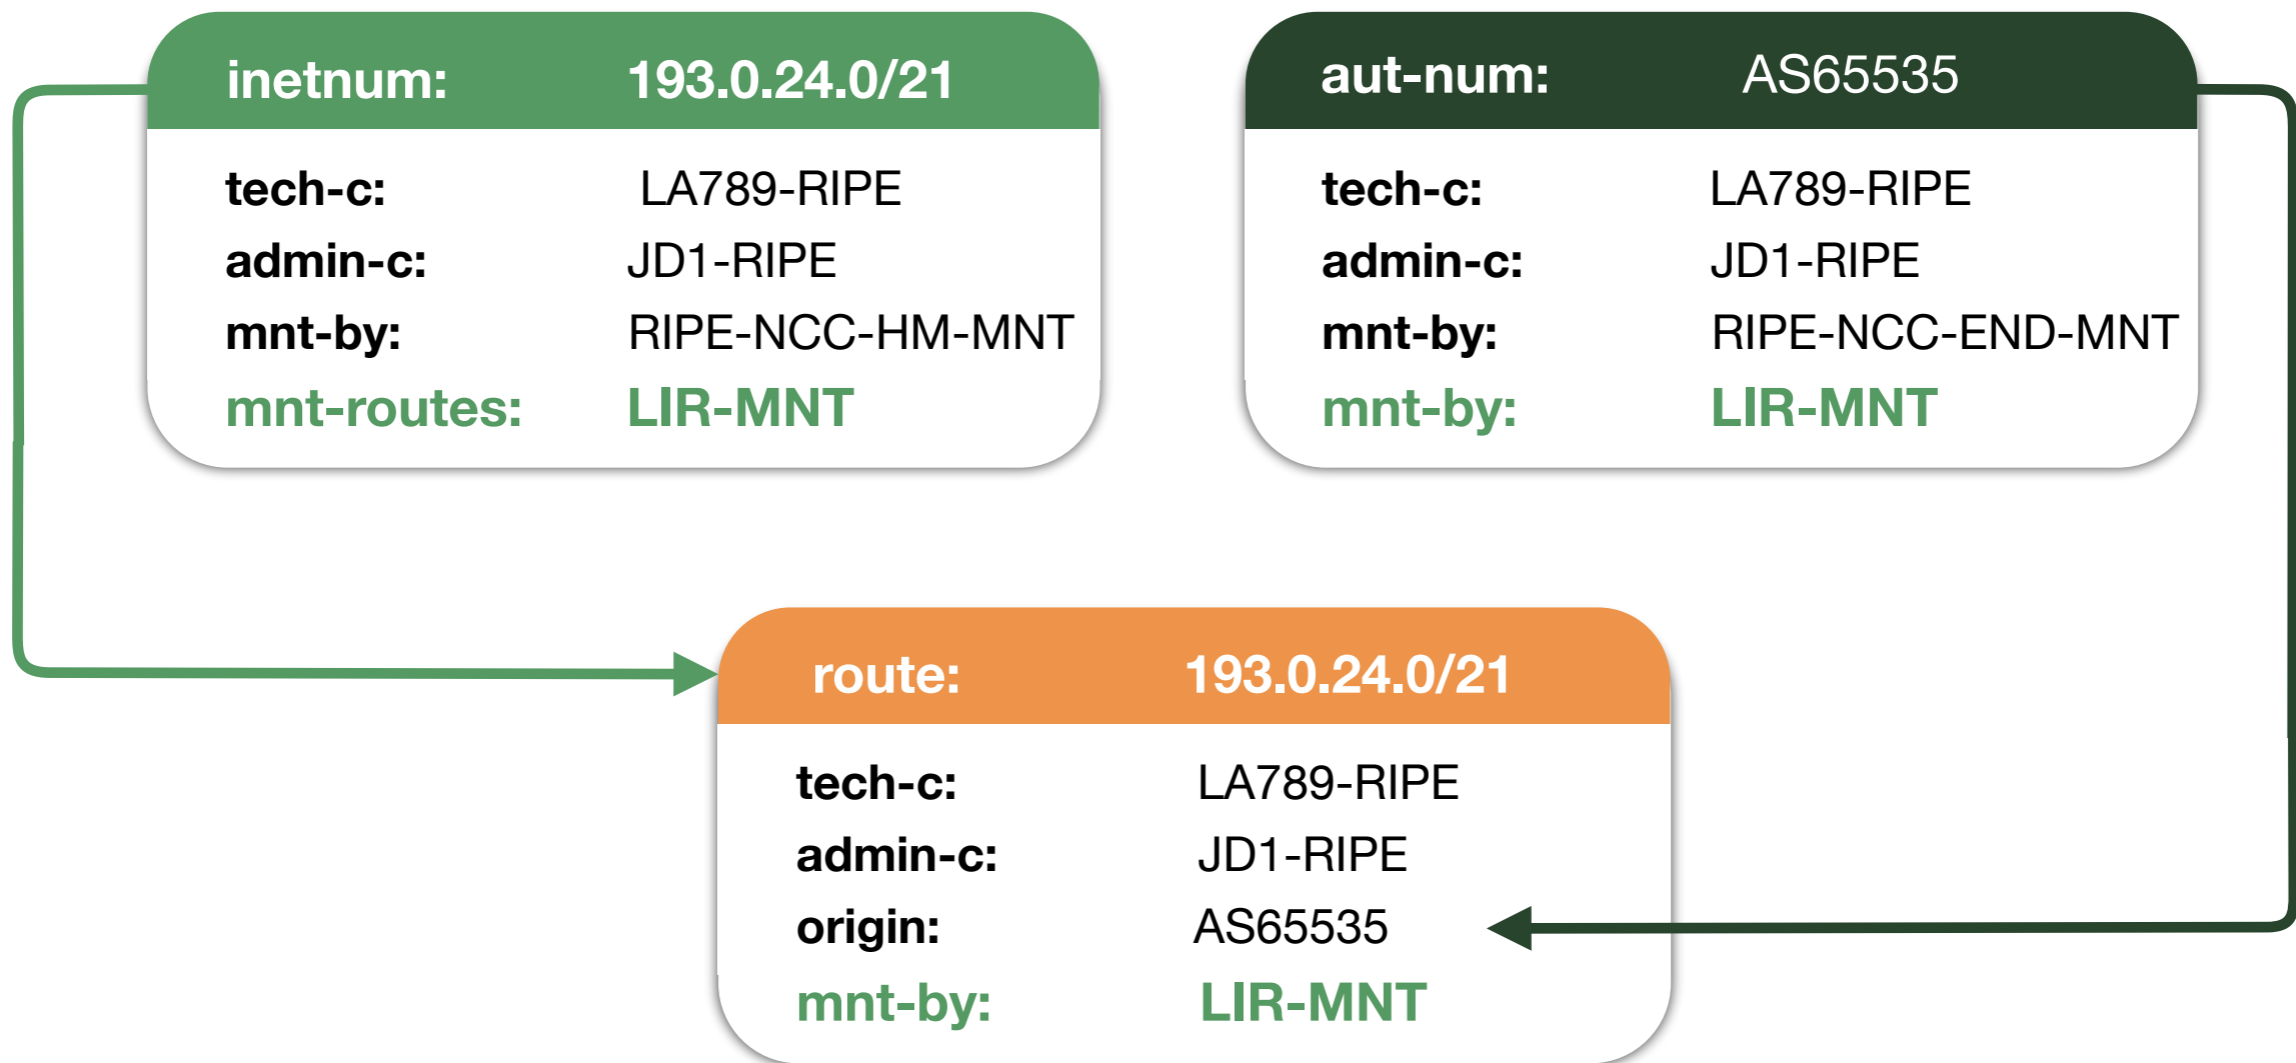 inetnum: 193.0.24.0/21
tech-c: LA789-RIPE
admin-c: JD1-RIPE
mnt-by: RIPE-NCC-HM-MNT
mnt-routes: LIR-MNT
aut-num: AS65535
tech-c: LA789-RIPE
admin-c: JD1-RIPE
mnt-by: RIPE-NCC-END-MNT
mnt-by: LIR-MNT
route: 193.0.24.0/21
tech-c: LA789-RIPE
admin-c: JD1-RIPE
origin: AS65535
mnt-by: LIR-MNT